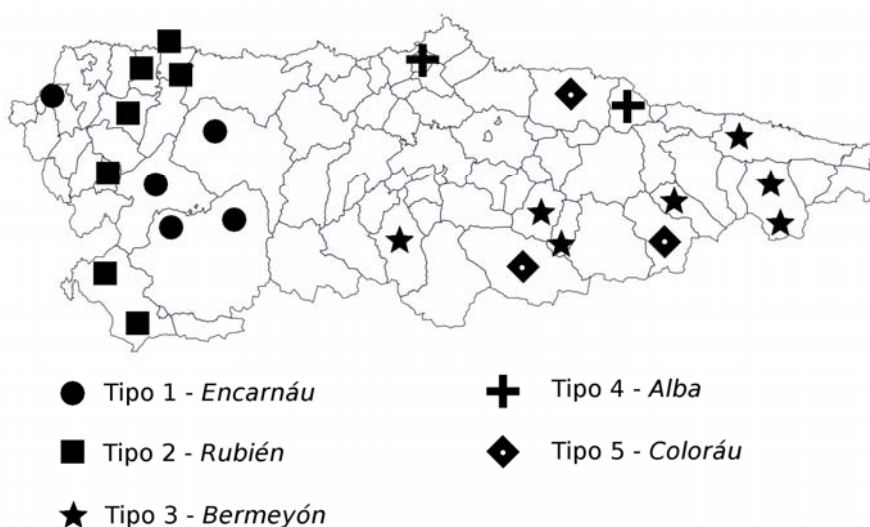 Tipo 1 - Encarnáu
Tipo 2 - Rubién
Tipo 3 - Bermeyón
Tipo 4 - Alba
Tipo 5 - Coloráu